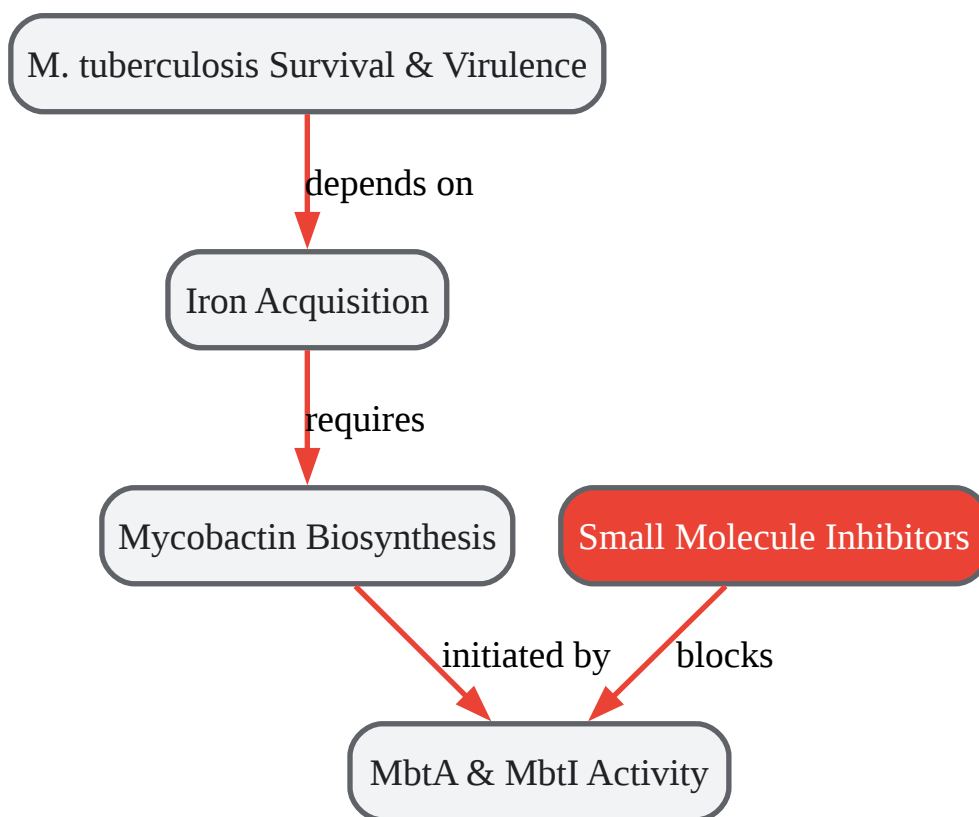 M. tuberculosis Survival & Virulence
depends on
Iron Acquisition
requires
Mycobactin Biosynthesis
Small Molecule Inhibitors
initiated by
blocks
MbtA & MbtI Activity